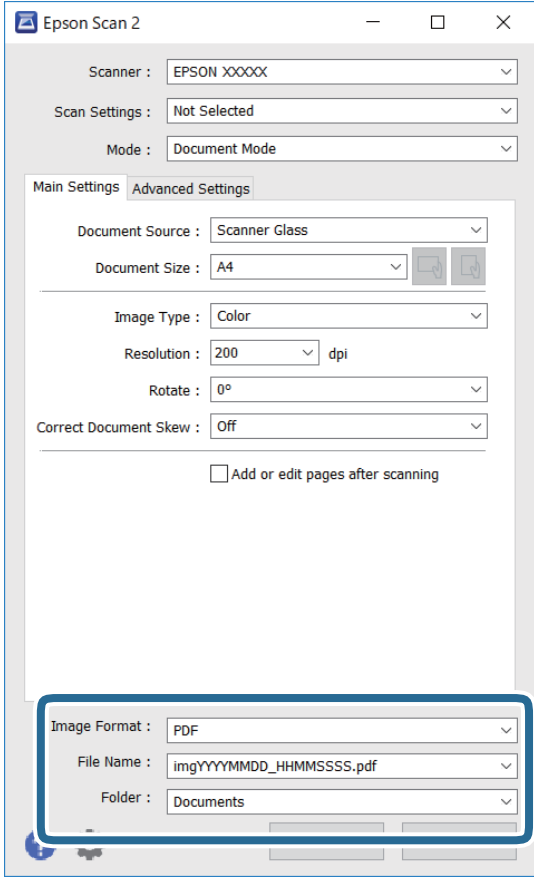 Epson Scan 2
Scanner : EPSON XXXXX
Scan Settings : Not Selected
Mode : Document Mode
Main Settings Advanced Settings
Document Source : Scanner Glass
Document Size : A4
Image Type : Color
Resolution : 200 dpi
Rotate : 0°
Correct Document Skew : Off
Add or edit pages after scanning
Image Format : PDF
File Name : imgYYYYMMDD_HHMMSSSS.pdf
Folder : Documents
?